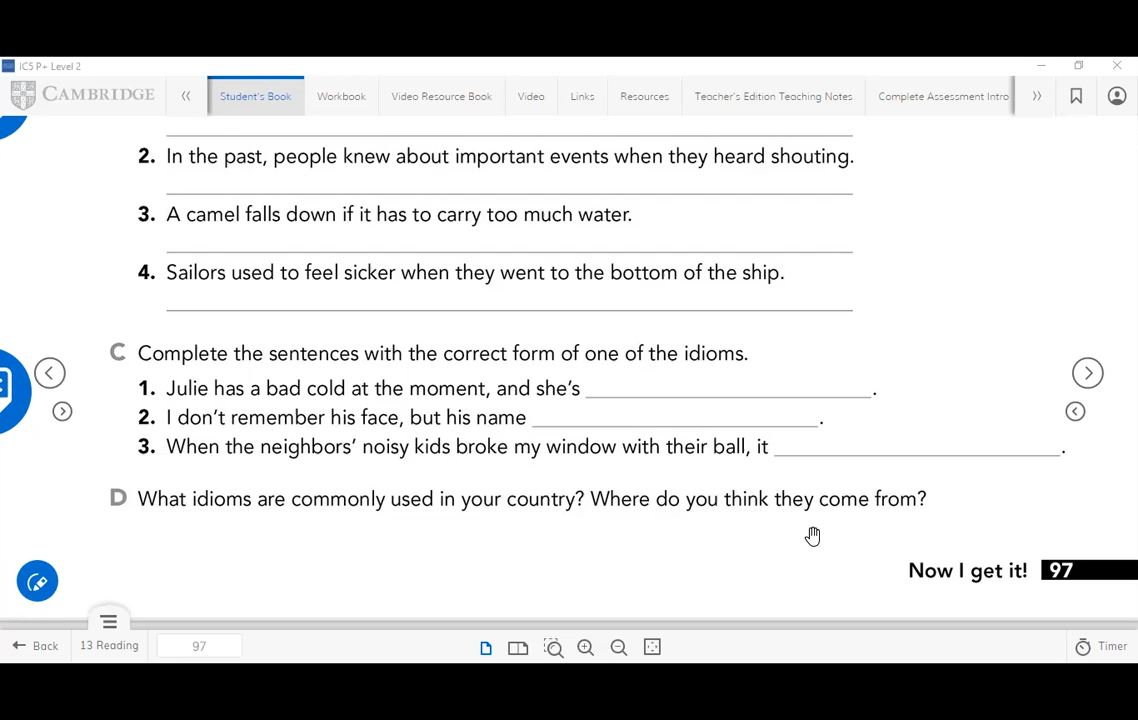 IC5 P+ Level 2
CAMBRIDGE
Student's Book
Workbook
Video Resource Book
Video
Links
Resources
Teacher's Edition Teaching Notes
Complete Assessment Intro
2. In the past, people knew about important events when they heard shouting.
3. A camel falls down if it has to carry too much water.
4. Sailors used to feel sicker when they went to the bottom of the ship.
C Complete the sentences with the correct form of one of the idioms.
1. Julie has a bad cold at the moment, and she's ____.
2. I don't remember his face, but his name ____.
3. When the neighbors' noisy kids broke my window with their ball, it ____.
D What idioms are commonly used in your country? Where do you think they come from?
Now I get it! 97
Back
13 Reading
97
Timer